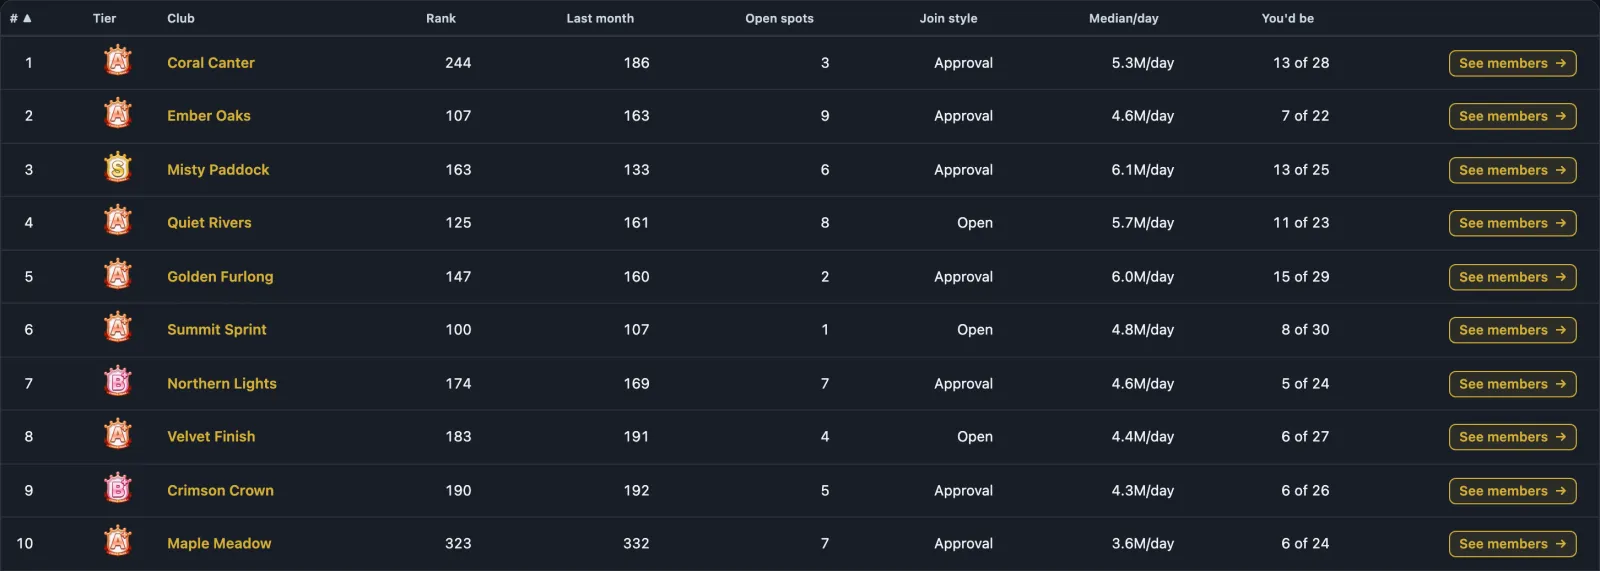 # ▲ Tier Club Rank Last month Open spots Join style Median/day You'd be
1 A+ Coral Canter 244 186 3 Approval 5.3M/day 13 of 28 See members →
2 A+ Ember Oaks 107 163 9 Approval 4.6M/day 7 of 22 See members →
3 S Misty Paddock 163 133 6 Approval 6.1M/day 13 of 25 See members →
4 A+ Quiet Rivers 125 161 8 Open 5.7M/day 11 of 23 See members →
5 A+ Golden Furlong 147 160 2 Approval 6.0M/day 15 of 29 See members →
6 A+ Summit Sprint 100 107 1 Open 4.8M/day 8 of 30 See members →
7 B+ Northern Lights 174 169 7 Approval 4.6M/day 5 of 24 See members →
8 A+ Velvet Finish 183 191 4 Open 4.4M/day 6 of 27 See members →
9 B+ Crimson Crown 190 192 5 Approval 4.3M/day 6 of 26 See members →
10 A+ Maple Meadow 323 332 7 Approval 3.6M/day 6 of 24 See members →